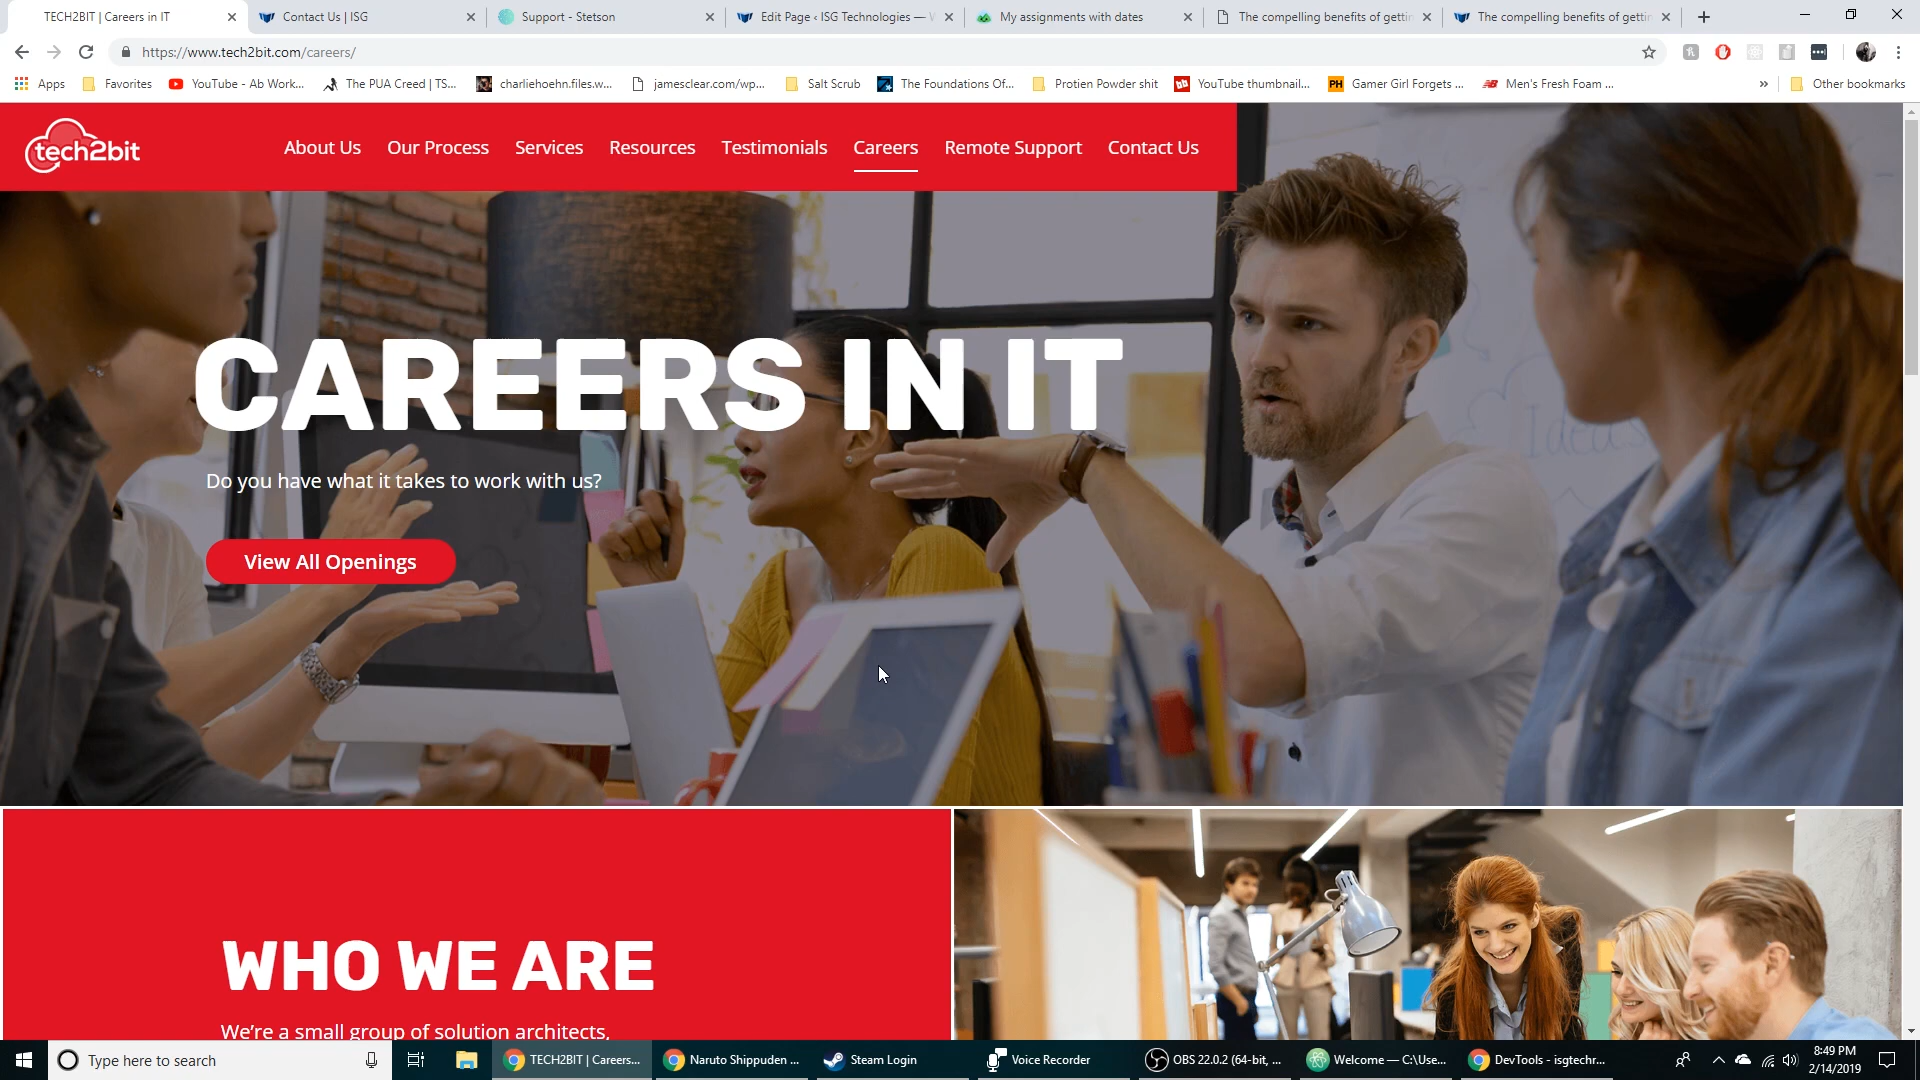 TECH2BIT | Careers in IT
Contact Us | ISG
Support - Stetson
Edit Page ‹ ISG Technologies —
My assignments with dates
The compelling benefits of gettin
The compelling benefits of gettin
https://www.tech2bit.com/careers/
Apps
Favorites
YouTube - Ab Work...
The PUA Creed | TS...
charliehoehn.files.w...
jamesclear.com/wp...
Salt Scrub
The Foundations Of...
Protien Powder shit
YouTube thumbnail...
PH
Gamer Girl Forgets ...
Men's Fresh Foam ...
»
Other bookmarks
tech2bit
About Us
Our Process
Services
Resources
Testimonials
Careers
Remote Support
Contact Us
CAREERS IN IT
Ideas
Do you have what it takes to work with us?
View All Openings
WHO WE ARE
We're a small group of solution architects,
Type here to search
TECH2BIT | Careers...
Naruto Shippuden ...
Steam Login
Voice Recorder
OBS 22.0.2 (64-bit, ...
Welcome — C:\Use...
DevTools - isgtechr...
8:49 PM
2/14/2019